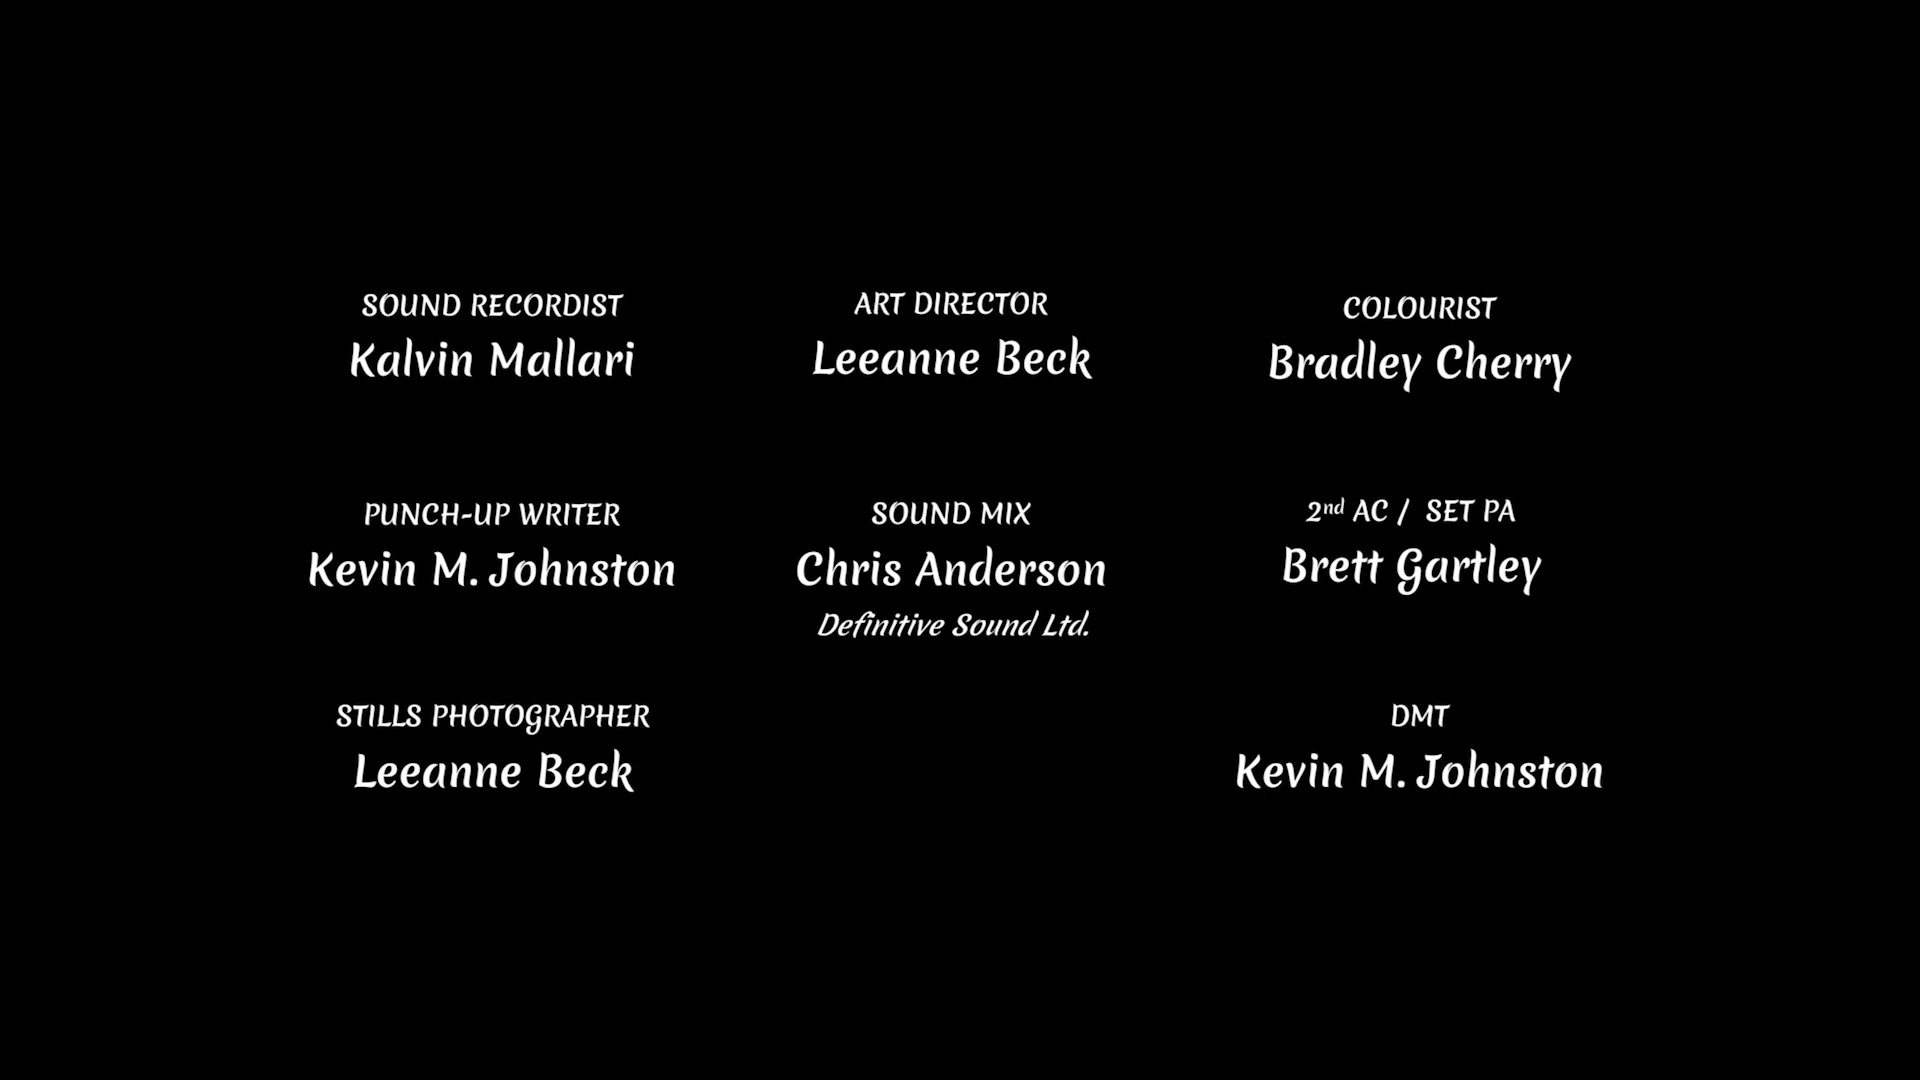 SOUND RECORDIST
Kalvin Mallari
ART DIRECTOR
Leeanne Beck
COLOURIST
Bradley Cherry
PUNCH-UP WRITER
Kevin M. Johnston
SOUND MIX
Chris Anderson
Definitive Sound Ltd.
2nd AC / SET PA
Brett Gartley
STILLS PHOTOGRAPHER
Leeanne Beck
DMT
Kevin M. Johnston